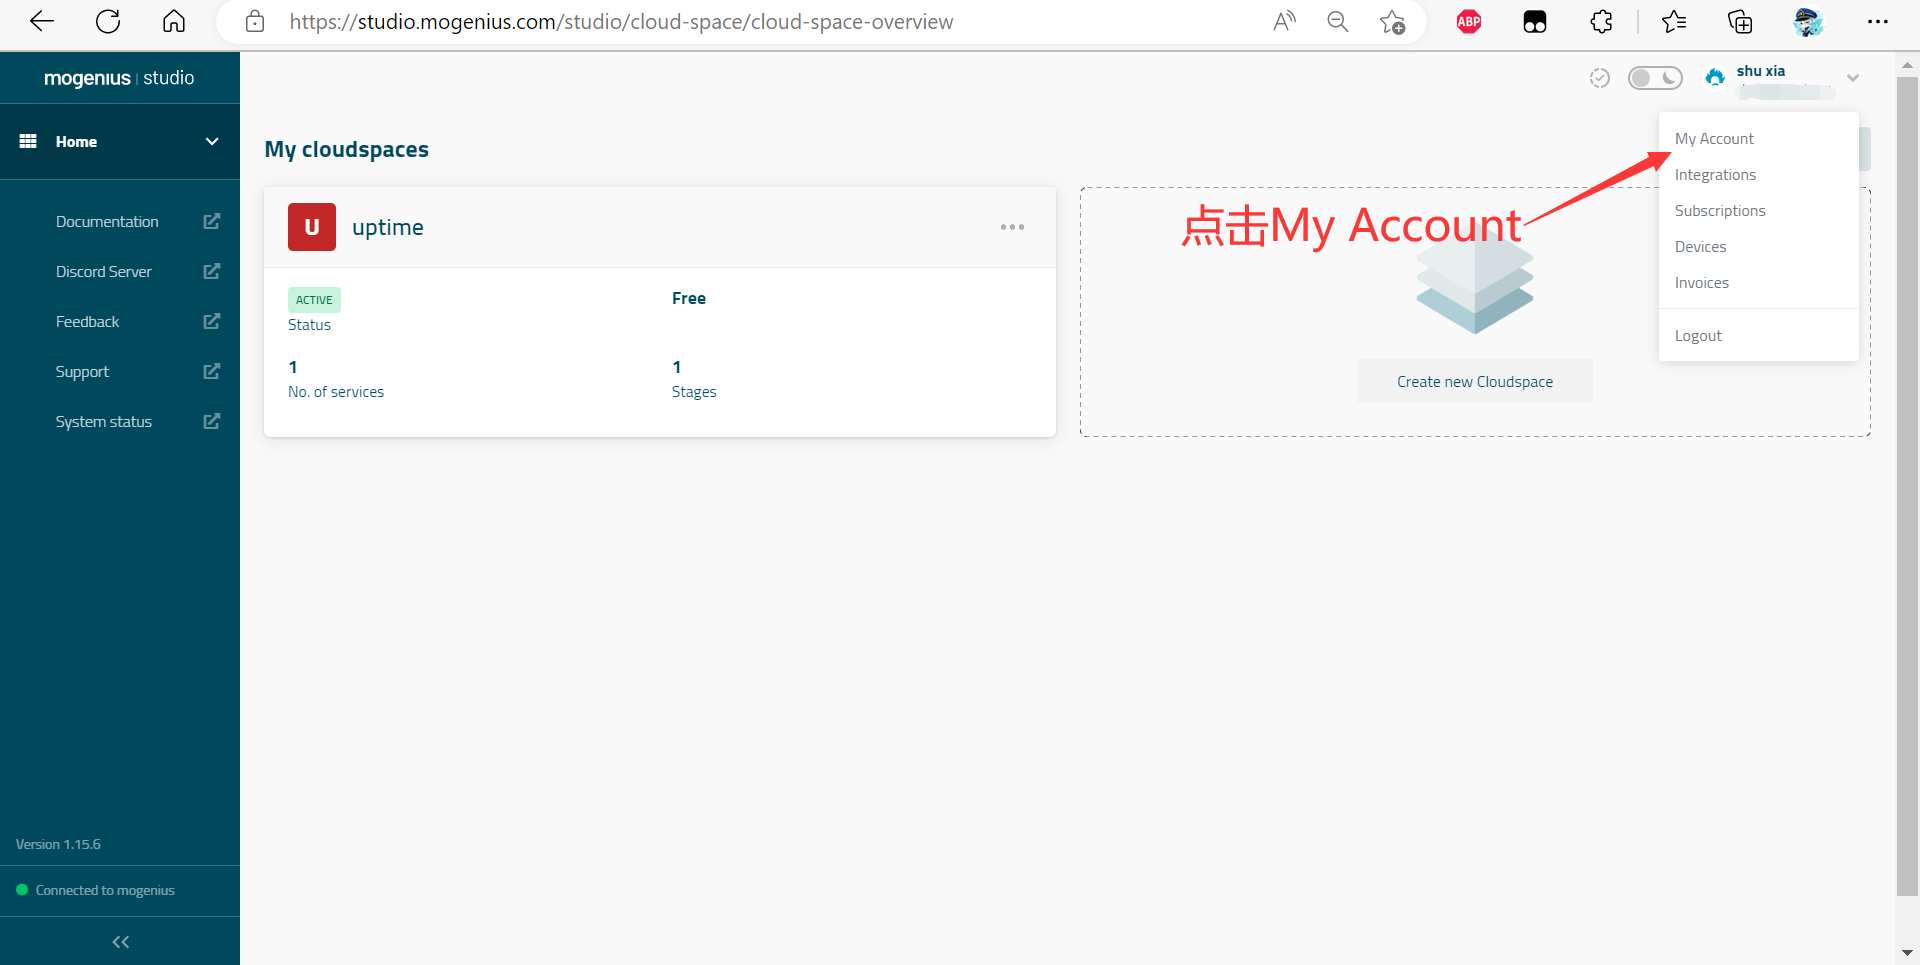 https://studio.mogenius.com/studio/cloud-space/cloud-space-overview
A
ABP
mogenius | studio
shu xia
Home
My cloudspaces
My Account
Integrations
Subscriptions
Devices
Invoices
Logout
点击My Account
Documentation
Discord Server
Feedback
Support
System status
U
uptime
ACTIVE
Status
Free
1
No. of services
1
Stages
Create new Cloudspace
Version 1.15.6
Connected to mogenius